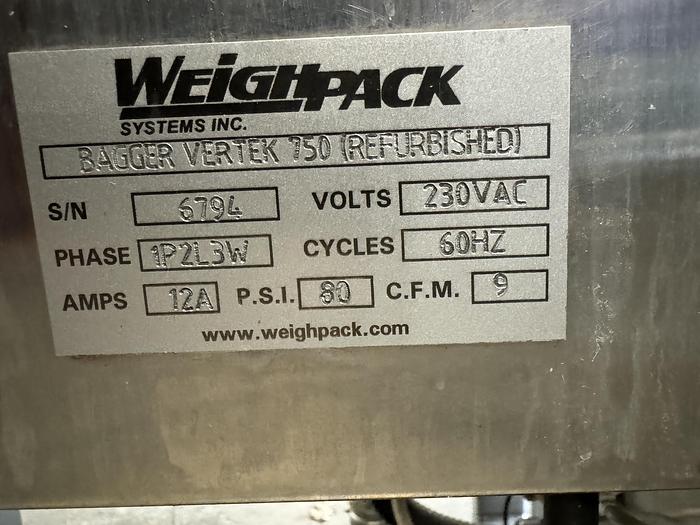 WEIGHPACK
SYSTEMS INC.
BAGGER VERTEK 750 (REFURBISHED)
S/N 6794 VOLTS 230VAC
PHASE 1P2L3W CYCLES 60HZ
AMPS 12A P.S.I. 80 C.F.M. 9
www.weighpack.com